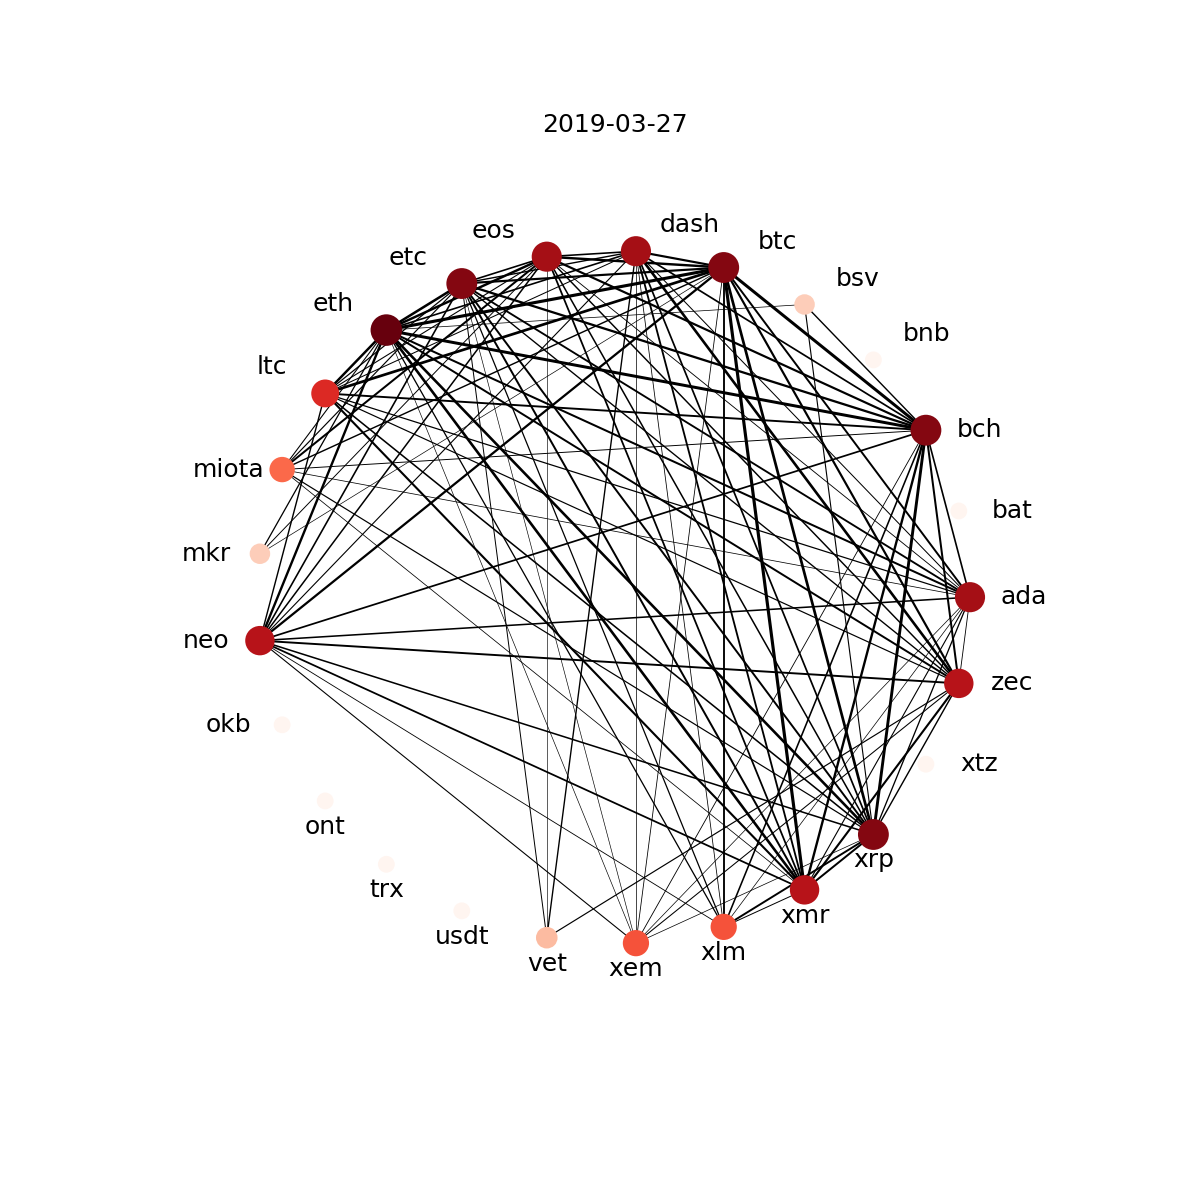 2019-03-27
dash
eos
btc
etc
bsv
eth
bnb
ltc
bch
miota
bat
mkr
ada
neo
zec
okb
xtz
ont
xrp
trx
xmr
usdt
xlm
vet
xem